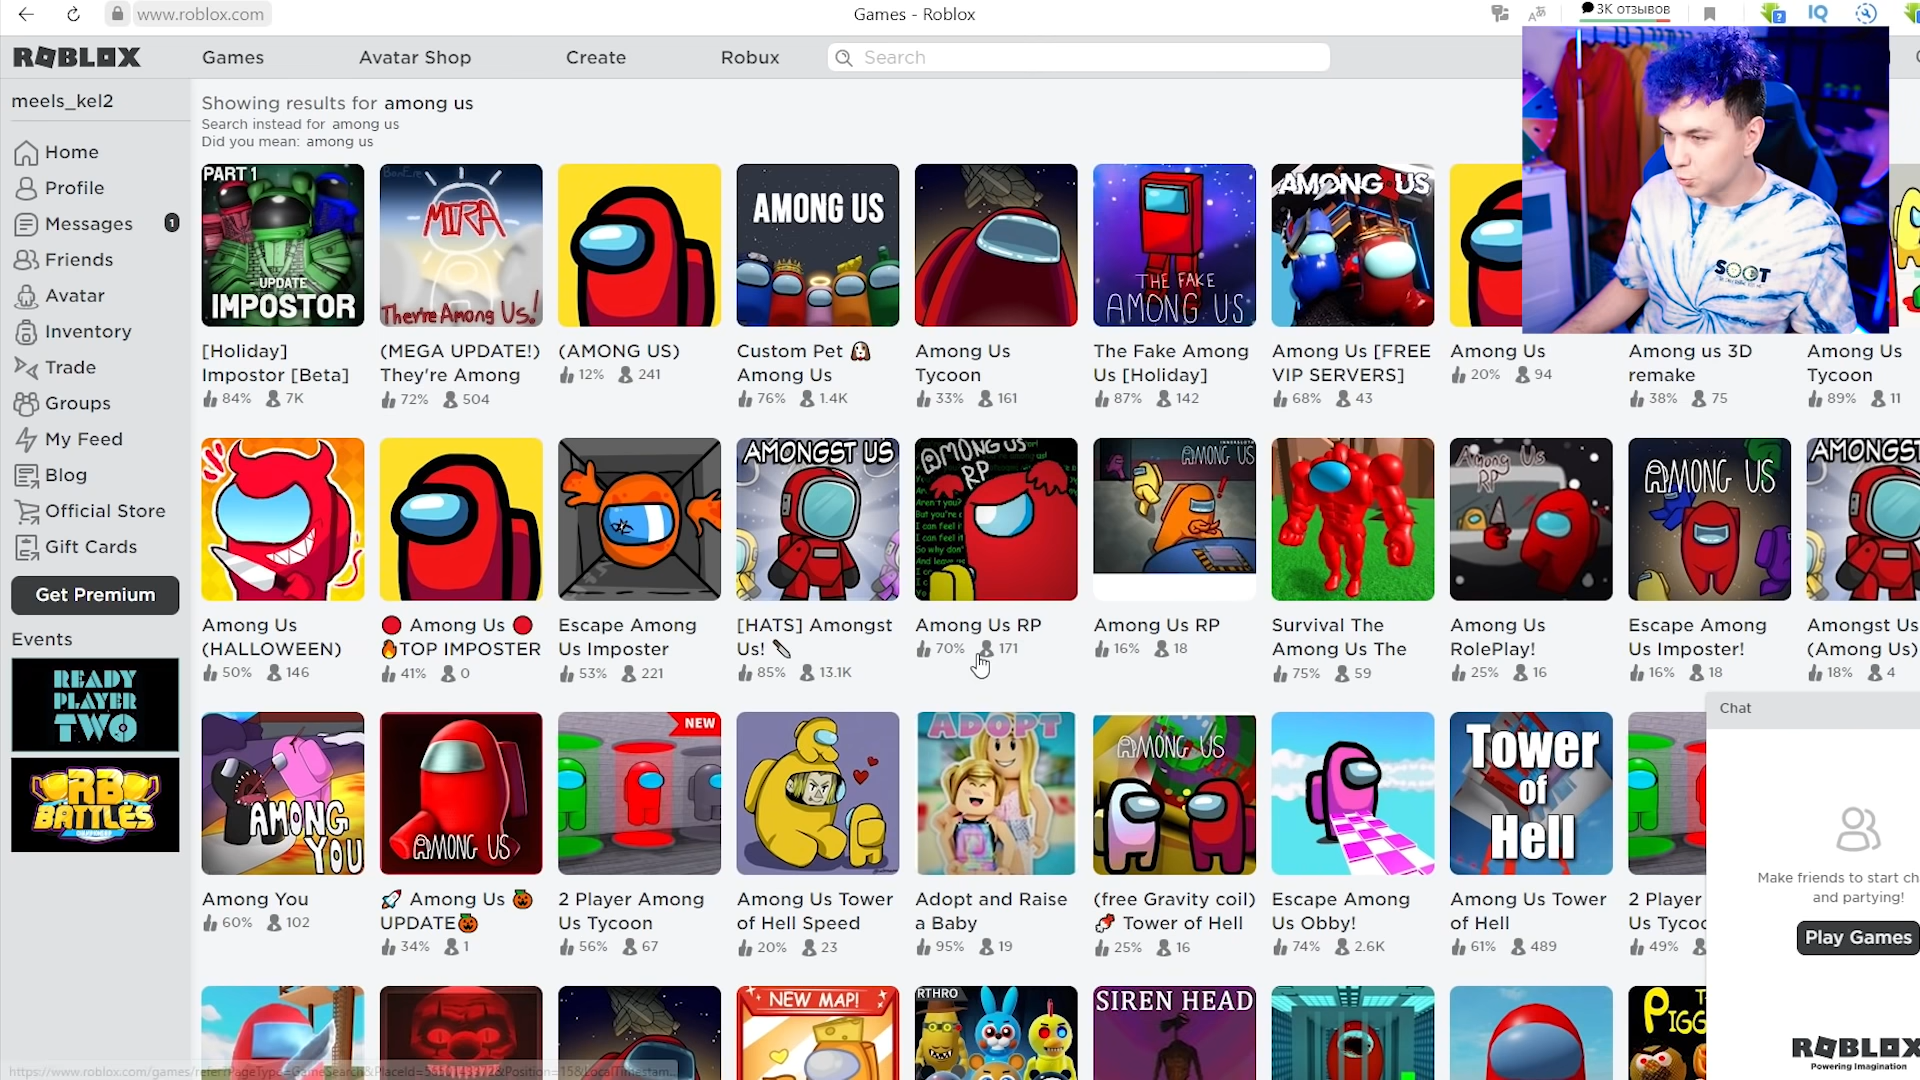 www.roblox.com
Games - Roblox
3К отзывов
ROBLOX
Games
Avatar Shop
Create
Robux
Search
meels_kel2
Home
Profile
Messages
1
Friends
Avatar
Inventory
Trade
Groups
My Feed
Blog
Official Store
Gift Cards
Get Premium
Events
READY
PLAYER
TWO
RB
BATTLES
Showing results for among us
Search instead for among us
Did you mean: among us
PART 1
UPDATE
IMPOSTOR
MIRA
They're Among Us!
AMONG US
THE FAKE
AMONG US
AMONG US
SOOT
[Holiday]
Impostor [Beta]
84% 7K
(MEGA UPDATE!)
They're Among
72% 504
(AMONG US)
12% 241
Custom Pet 🐶
Among Us
76% 1.4K
Among Us
Tycoon
33% 161
The Fake Among
Us [Holiday]
87% 142
Among Us [FREE
VIP SERVERS]
68% 43
Among Us
20% 94
Among us 3D
remake
38% 75
Among Us
Tycoon
89% 11
AMONGST US
AMONG US
RP
INNERSLOTH
AMONG US
Among Us
RP
AMONG US
AMONGST
Among Us
(HALLOWEEN)
50% 146
🔴 Among Us 🔴
🔥TOP IMPOSTER
41% 0
Escape Among
Us Imposter
53% 221
[HATS] Amongst
Us! 🔪
85% 13.1K
Among Us RP
70% 171
Among Us RP
16% 18
Survival The
Among Us The
75% 59
Among Us
RolePlay!
25% 16
Escape Among
Us Imposter!
16% 18
Amongst Us
(Among Us)
18% 4
AMONG
YOU
AMONG US
NEW
ADOPT
AMONG US
Tower
of
Hell
Among You
60% 102
🚀 Among Us 🎃
UPDATE🎃
34% 1
2 Player Among
Us Tycoon
56% 67
Among Us Tower
of Hell Speed
20% 23
Adopt and Raise
a Baby
95% 19
(free Gravity coil)
🚀 Tower of Hell
25% 16
Escape Among
Us Obby!
74% 2.6K
Among Us Tower
of Hell
61% 489
2 Player
Us Tycoo
49%
NEW MAP!
RTHRO
SIREN HEAD
PIGG
Chat
Make friends to start ch
and partying!
Play Games
ROBLOX
Powering Imagination